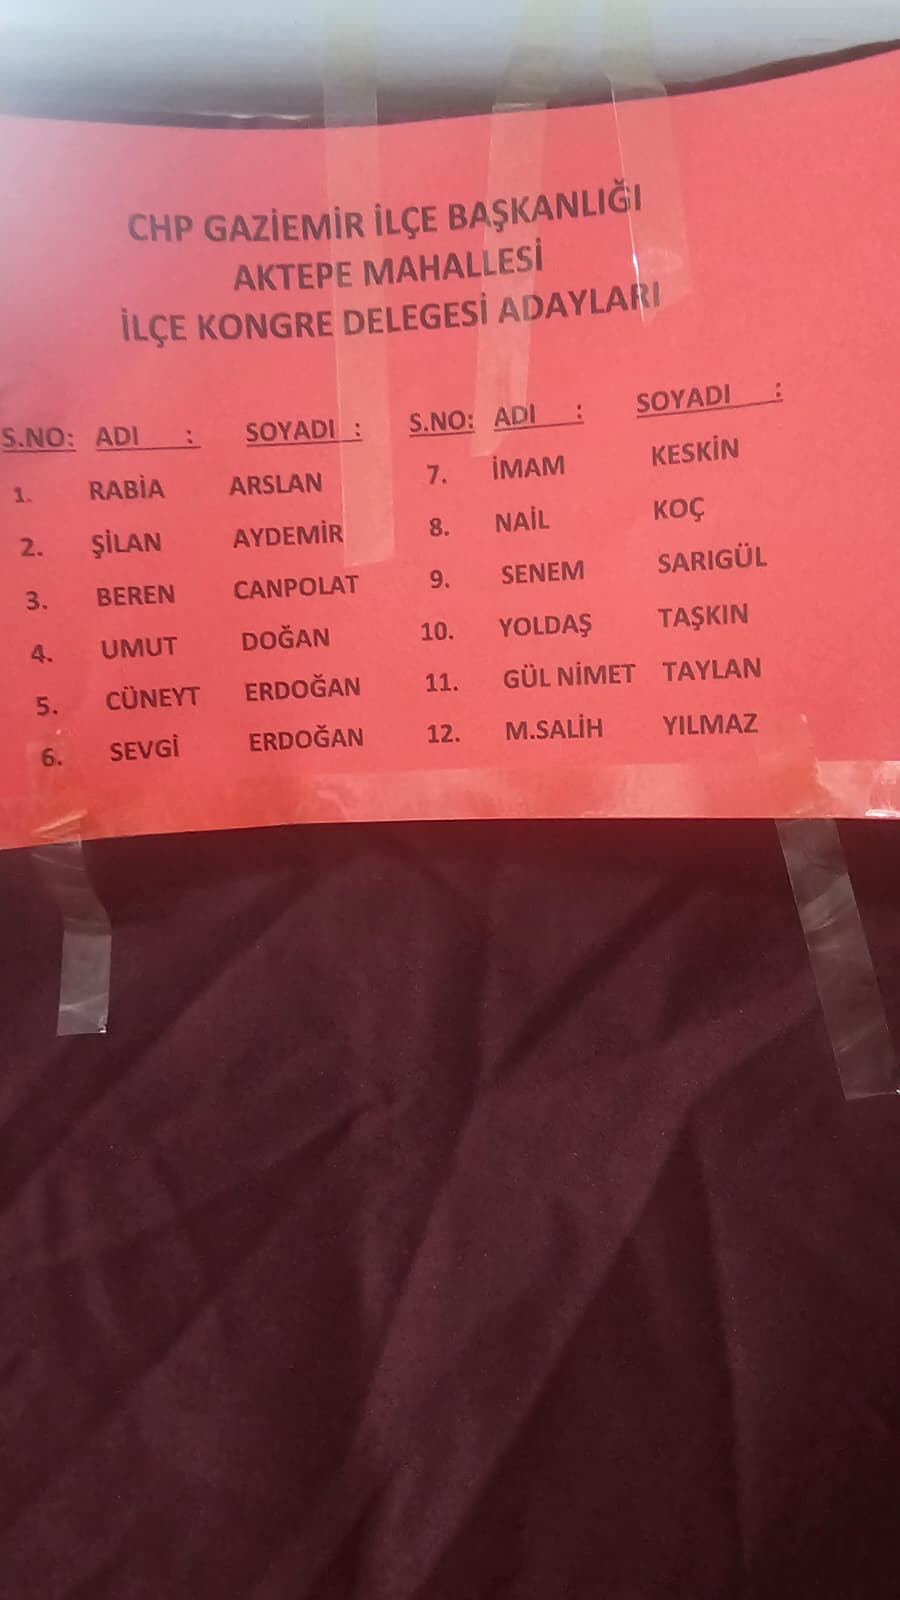 CHP GAZİEMİR İLÇE BAŞKANLIĞI
AKTEPE MAHALLESİ
İLÇE KONGRE DELEGESİ ADAYLARI
S.NO: ADI : SOYADI : S.NO: ADI : SOYADI :
1. RABİA ARSLAN 7. İMAM KESKİN
2. ŞİLAN AYDEMİR 8. NAİL KOÇ
3. BEREN CANPOLAT 9. SENEM SARIGÜL
4. UMUT DOĞAN 10. YOLDAŞ TAŞKIN
5. CÜNEYT ERDOĞAN 11. GÜL NİMET TAYLAN
6. SEVGİ ERDOĞAN 12. M.SALİH YILMAZ